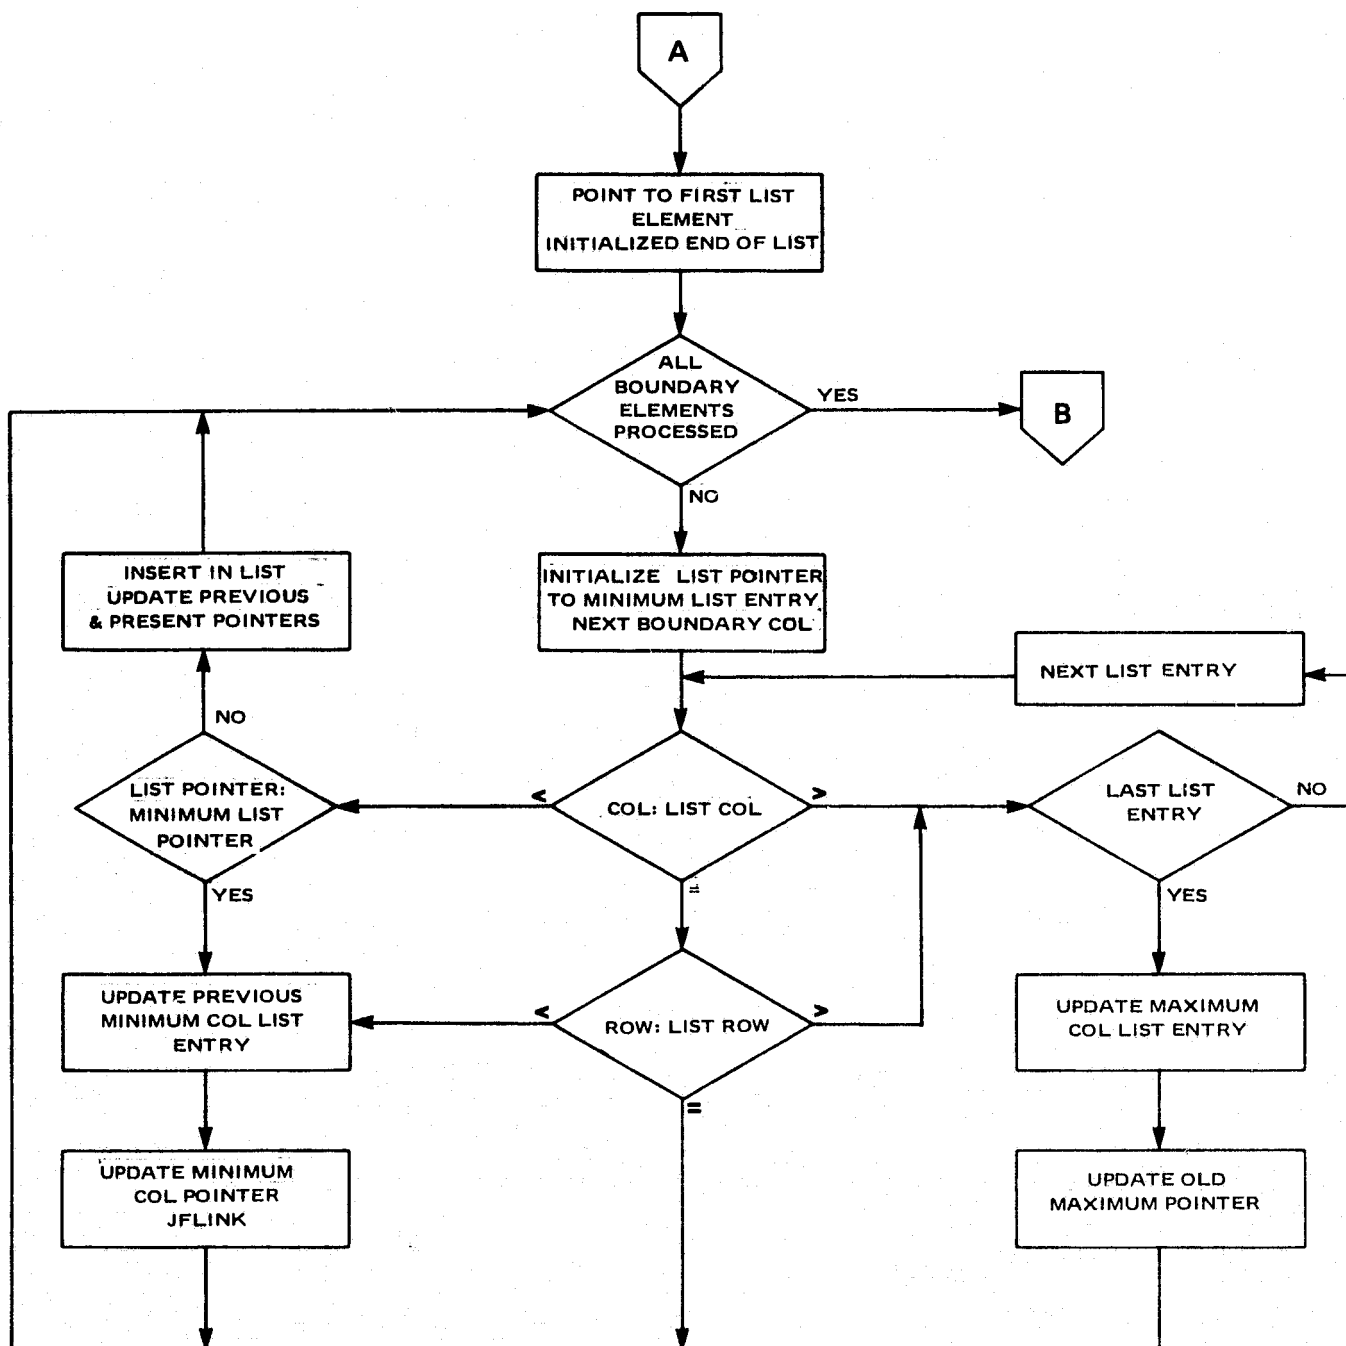 A
POINT TO FIRST LIST
ELEMENT
INITIALIZED END OF LIST
ALL
BOUNDARY
ELEMENTS
PROCESSED
YES
B
NO
INSERT IN LIST
UPDATE PREVIOUS
& PRESENT POINTERS
INITIALIZE LIST POINTER
TO MINIMUM LIST ENTRY
NEXT BOUNDARY COL
NEXT LIST ENTRY
NO
LIST POINTER:
MINIMUM LIST
POINTER
<
COL: LIST COL
>
LAST LIST
ENTRY
NO
YES
=
YES
UPDATE PREVIOUS
MINIMUM COL LIST
ENTRY
<
ROW: LIST ROW
>
UPDATE MAXIMUM
COL LIST ENTRY
=
UPDATE MINIMUM
COL POINTER
JFLINK
UPDATE OLD
MAXIMUM POINTER